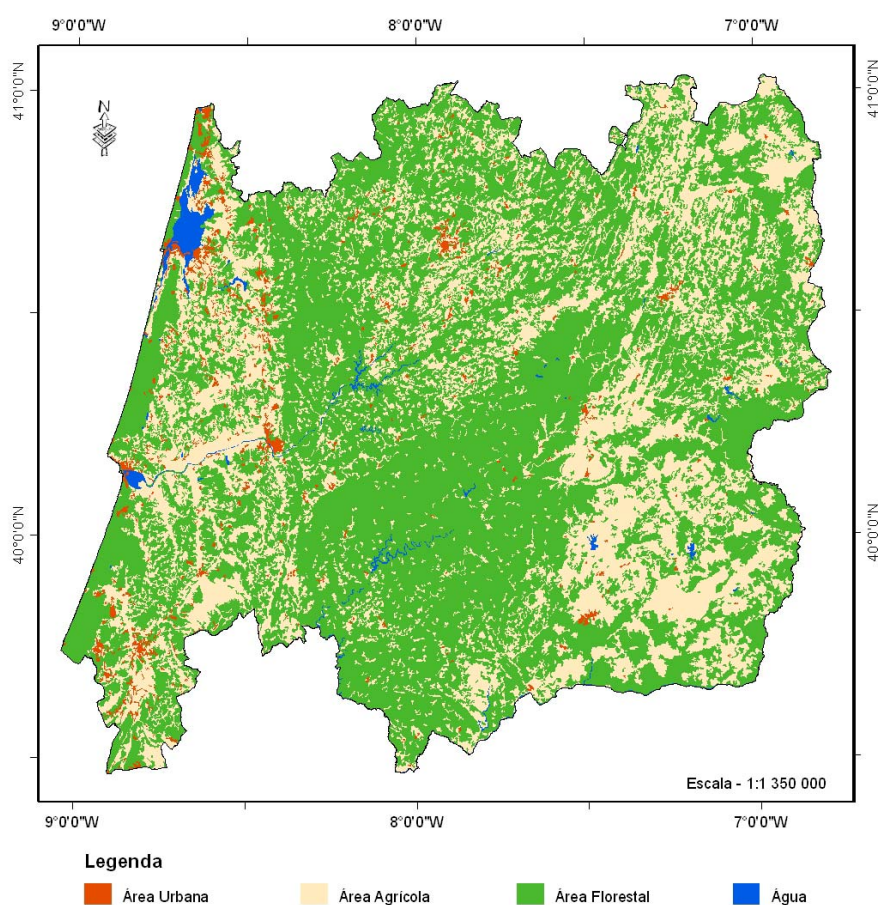 9°0'0"W 8°0'0"W 7°0'0"W
41°0'0"N 41°0'0"N
N
40°0'0"N 40°0'0"N
Escala - 1:1 350 000
9°0'0"W 8°0'0"W 7°0'0"W
Legenda
Área Urbana Área Agrícola Área Florestal Água